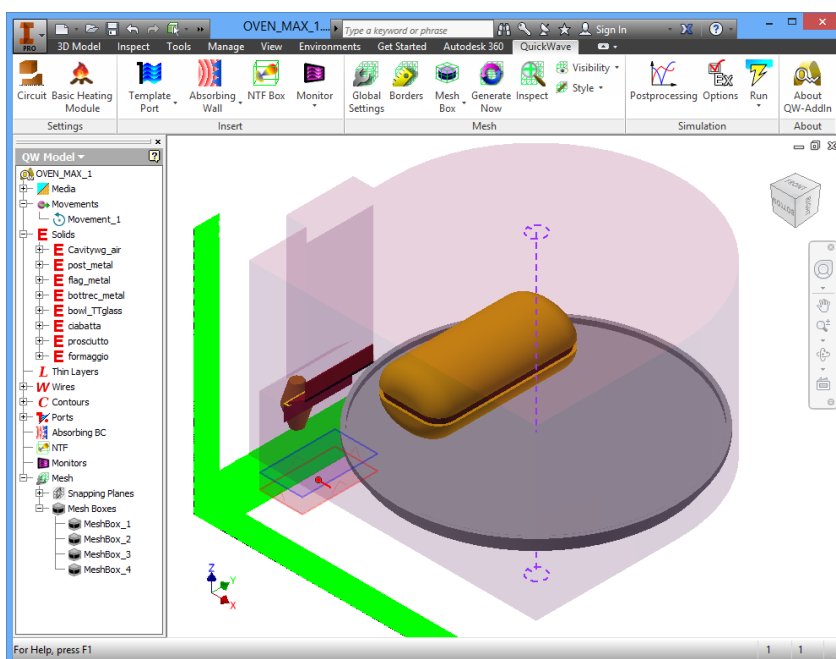 OVEN_MAX_1....
Type a keyword or phrase
Sign In
PRO
3D Model Inspect Tools Manage View Environments Get Started Autodesk 360 QuickWave
Circuit Basic Heating Module
Template Port
Absorbing Wall
NTF Box
Monitor
Global Settings
Borders
Mesh Box
Generate Now
Inspect
Visibility
Style
Postprocessing
Options
Run
About QW-AddIn
Settings Insert Mesh Simulation About
QW Model
OVEN_MAX_1
Media
Movements
Movement_1
Solids
Cavitywg_air
post_metal
flag_metal
bottrec_metal
bowl_TTglass
ciabatta
prosciutto
formaggio
Thin Layers
Wires
Contours
Ports
Absorbing BC
NTF
Monitors
Mesh
Snapping Planes
Mesh Boxes
MeshBox_1
MeshBox_2
MeshBox_3
MeshBox_4
FRONT
RIGHT
BOTTOM
Z
Y
X
For Help, press F1
1 1